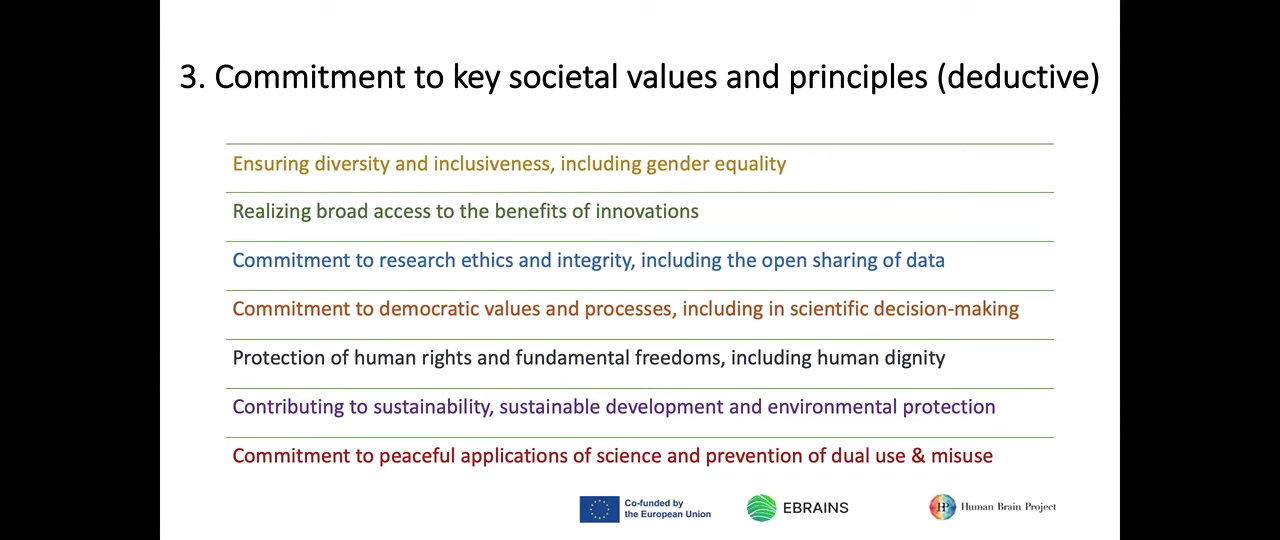 3. Commitment to key societal values and principles (deductive)
Ensuring diversity and inclusiveness, including gender equality
Realizing broad access to the benefits of innovations
Commitment to research ethics and integrity, including the open sharing of data
Commitment to democratic values and processes, including in scientific decision-making
Protection of human rights and fundamental freedoms, including human dignity
Contributing to sustainability, sustainable development and environmental protection
Commitment to peaceful applications of science and prevention of dual use & misuse
Co-funded by
the European Union
EBRAINS
HP
Human Brain Project